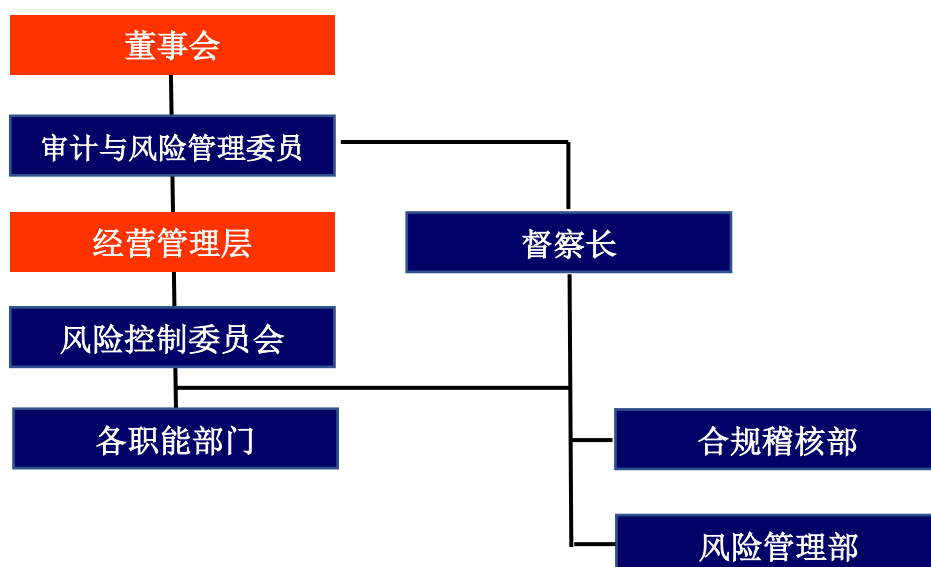 董事会
审计与风险管理委员
经营管理层
督察长
风险控制委员会
各职能部门
合规稽核部
风险管理部